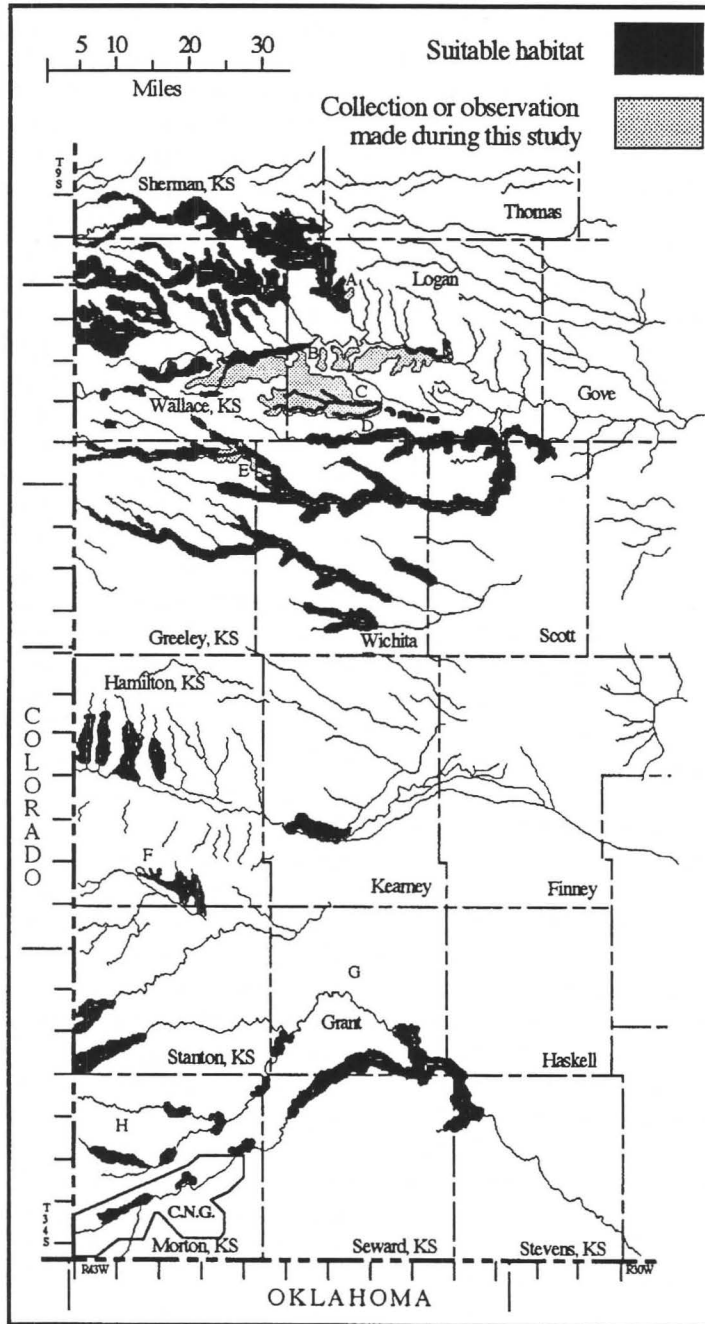 5 10 20 30
Miles
Suitable habitat
Collection or observation
made during this study
T9S
Sherman, KS
Thomas
A
Logan
B
C
Wallace, KS
D
Gove
E
Greeley, KS
Wichita
Scott
Hamilton, KS
COLORADO
F
Kearney
Finney
G
Grant
Stanton, KS
Haskell
H
C.N.G.
T34S
Morton, KS
Seward, KS
Stevens, KS
R43W
R30W
OKLAHOMA